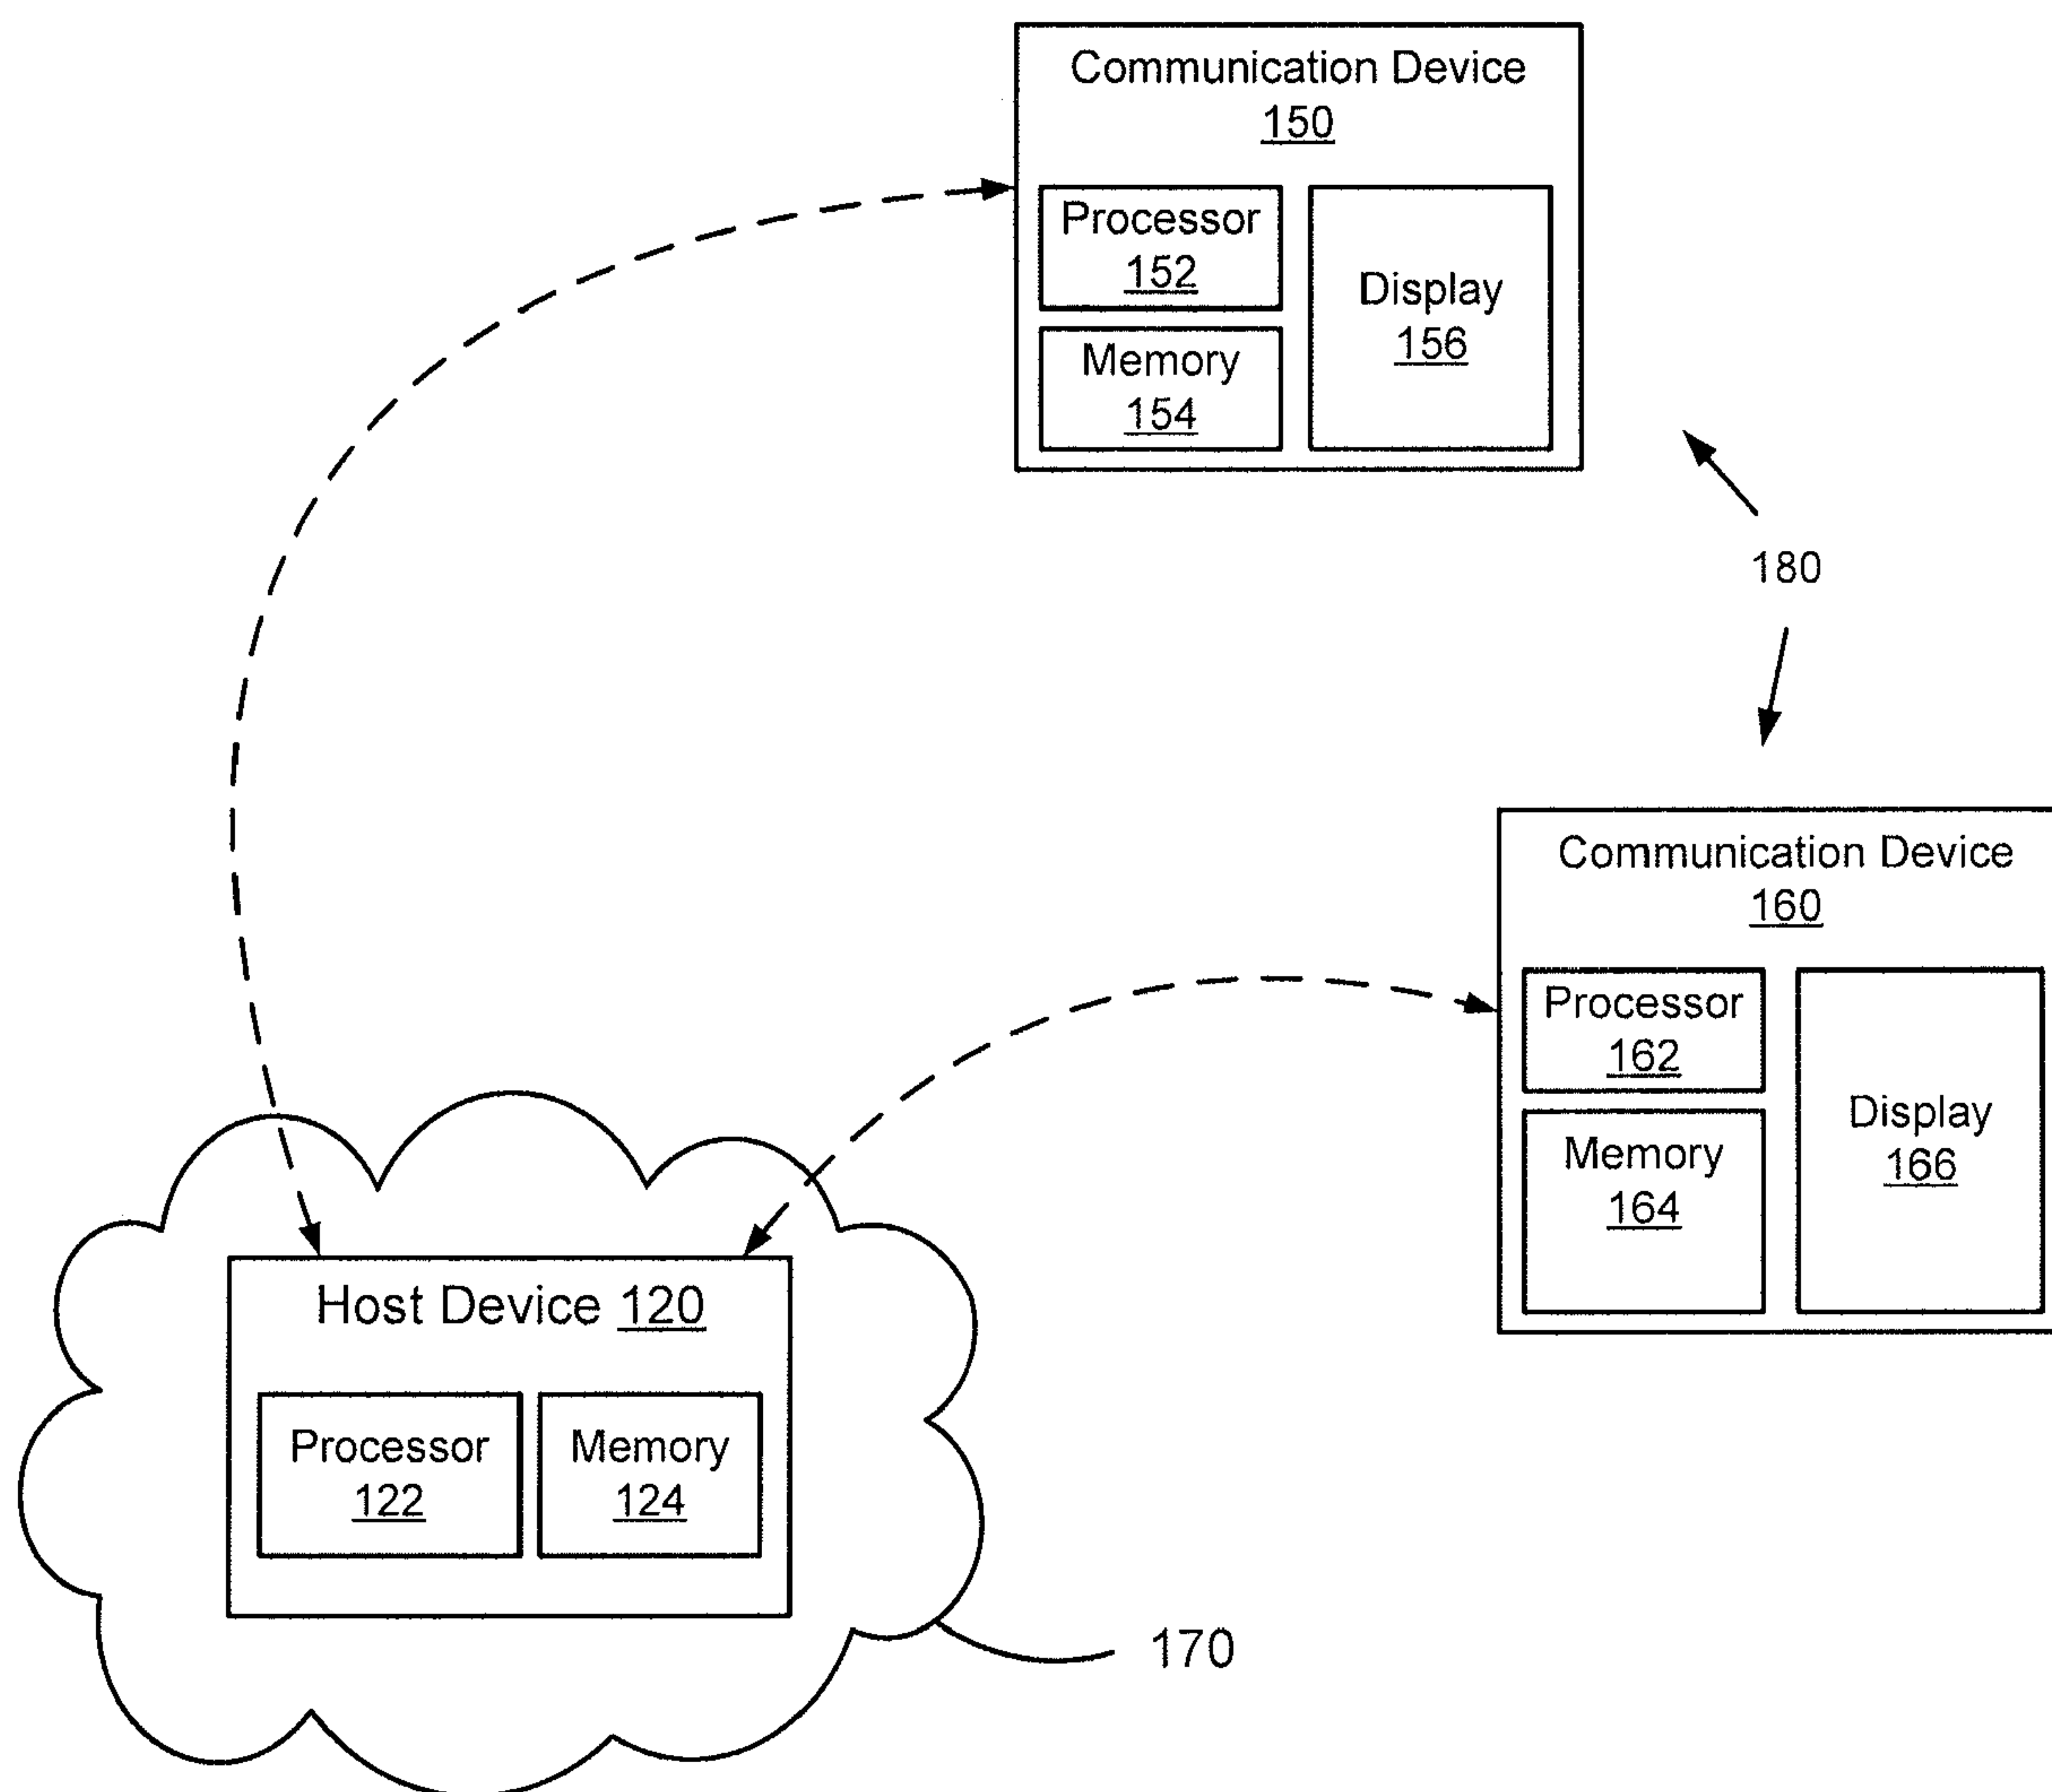 Communication Device
150
Processor
152
Display
156
Memory
154
180
Communication Device
160
Processor
162
Display
166
Memory
164
Host Device 120
Processor
122
Memory
124
170